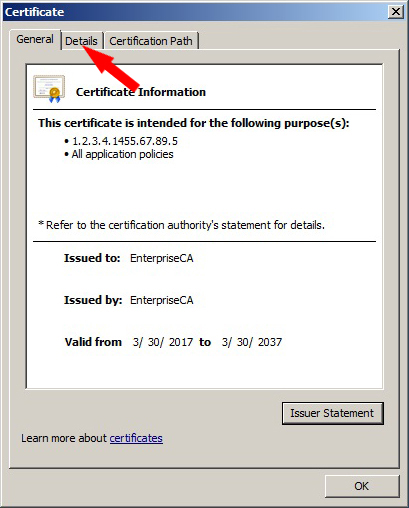 Certificate
General Details Certification Path
Certificate Information
This certificate is intended for the following purpose(s):
• 1.2.3.4.1455.67.89.5
• All application policies
* Refer to the certification authority's statement for details.
Issued to: EnterpriseCA
Issued by: EnterpriseCA
Valid from 3/ 30/ 2017 to 3/ 30/ 2037
Issuer Statement
Learn more about certificates
OK